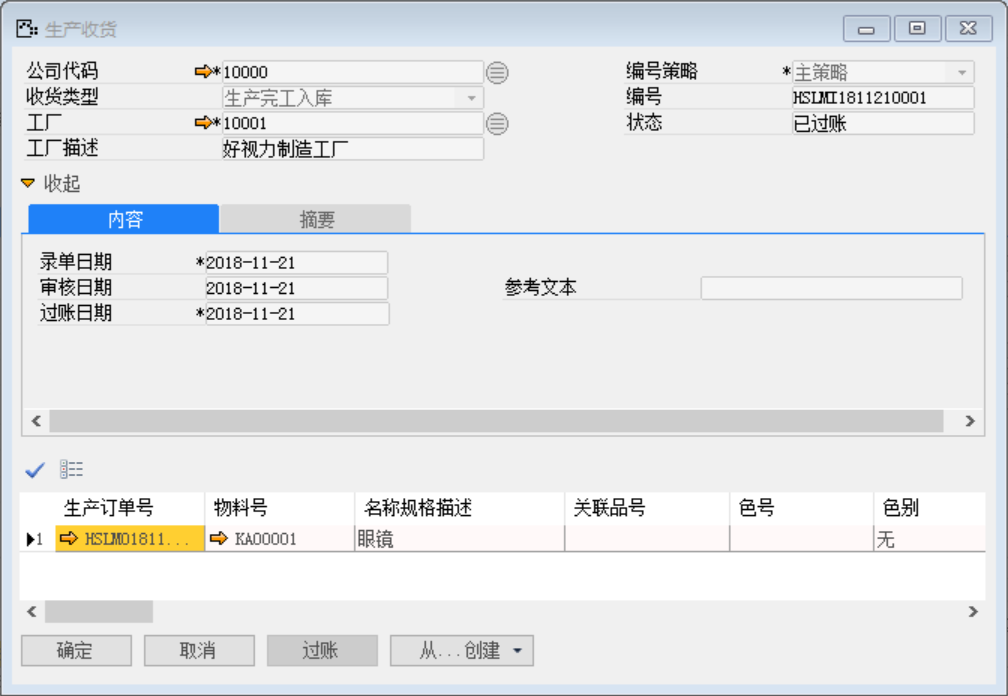 生产收货
公司代码 *10000 编号策略 *主策略
收货类型 生产完工入库 编号 HSLMI1811210001
工厂 *10001 状态 已过账
工厂描述 好视力制造工厂
收起
内容 摘要
录单日期 *2018-11-21
审核日期 2018-11-21 参考文本
过账日期 *2018-11-21
生产订单号 物料号 名称规格描述 关联品号 色号 色别
1 HSLMO1811... KA00001 眼镜 无
确定 取消 过账 从...创建